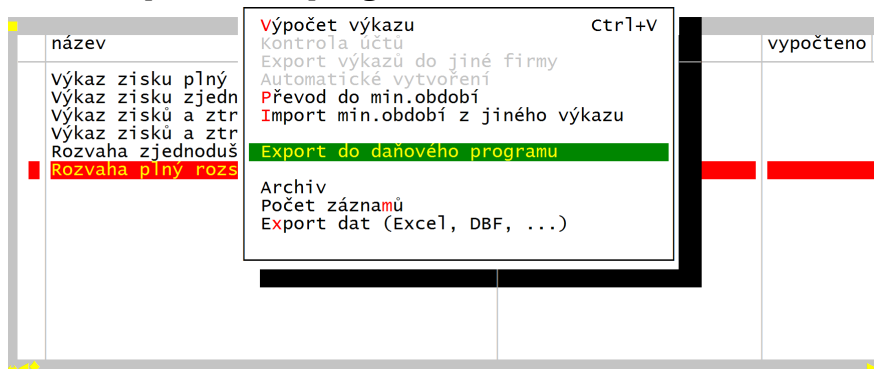 název
vypočteno
Výkaz zisku plný
Výkaz zisku zjedn
Výkaz zisků a ztr
Výkaz zisků a ztr
Rozvaha zjednoduš
Rozvaha plný rozs
Výpočet výkazu Ctrl+V
Kontrola účtů
Export výkazů do jiné firmy
Automatické vytvoření
Převod do min.období
Import min.období z jiného výkazu
Export do daňového programu
Archiv
Počet záznamů
Export dat (Excel, DBF, ...)